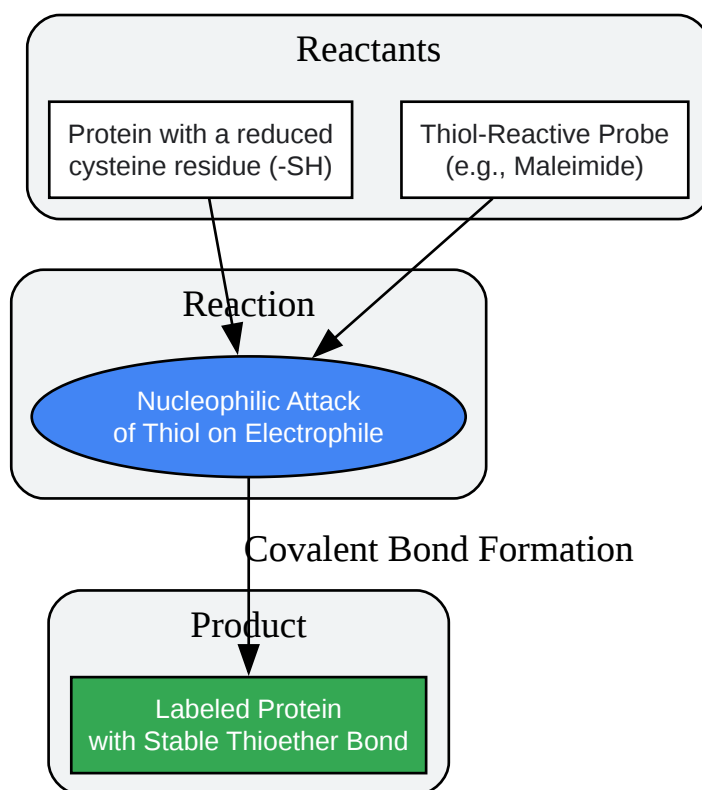 Reactants
Protein with a reduced
cysteine residue (-SH)
Thiol-Reactive Probe
(e.g., Maleimide)
Reaction
Nucleophilic Attack
of Thiol on Electrophile
Covalent Bond Formation
Product
Labeled Protein
with Stable Thioether Bond